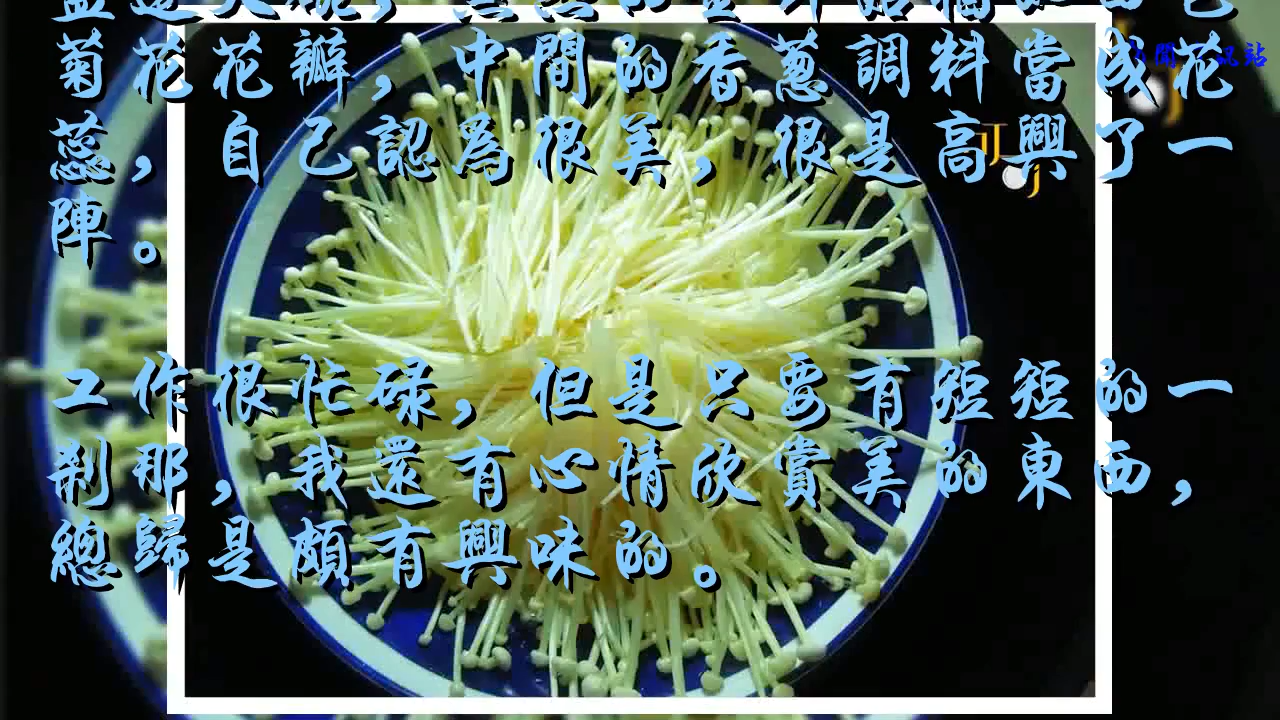 菊花花瓣，中間的香蔥調料當成花
蕊，自己認為很美，很是高興了一
陣。
工作很忙碌，但是只要有短短的一
剎那，我還有心情欣賞美的東西，
總歸是頗有興味的。